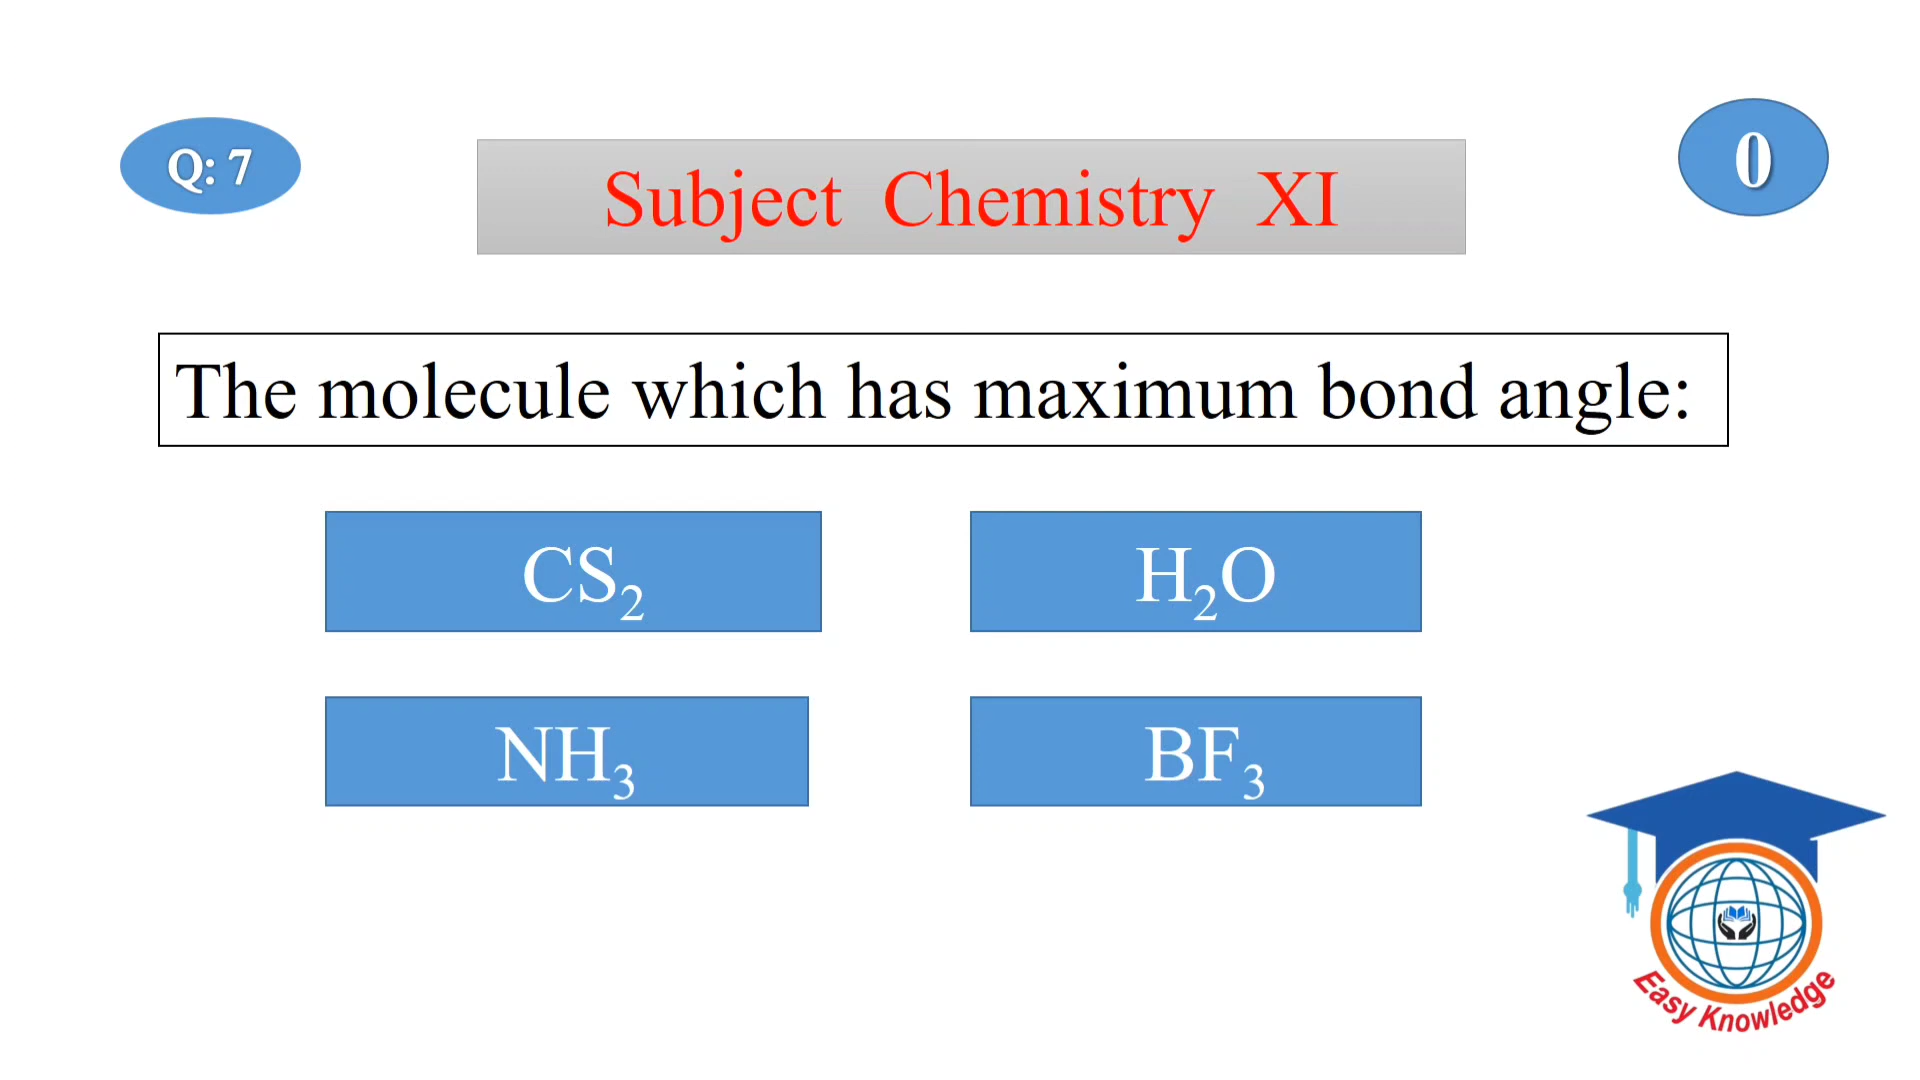 Q: 7
Subject Chemistry XI
0
The molecule which has maximum bond angle:
CS₂
H₂O
NH₃
BF₃
Easy Knowledge